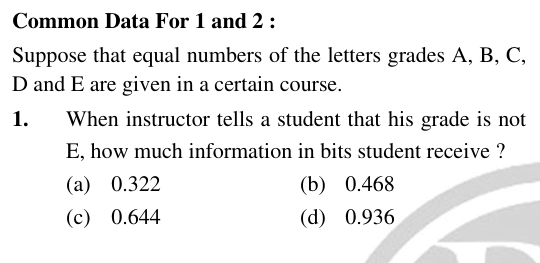 Common Data For 1 and 2 :
Suppose that equal numbers of the letters grades A, B, C,
D and E are given in a certain course.
1. When instructor tells a student that his grade is not
E, how much information in bits student receive ?
(a) 0.322 (b) 0.468
(c) 0.644 (d) 0.936